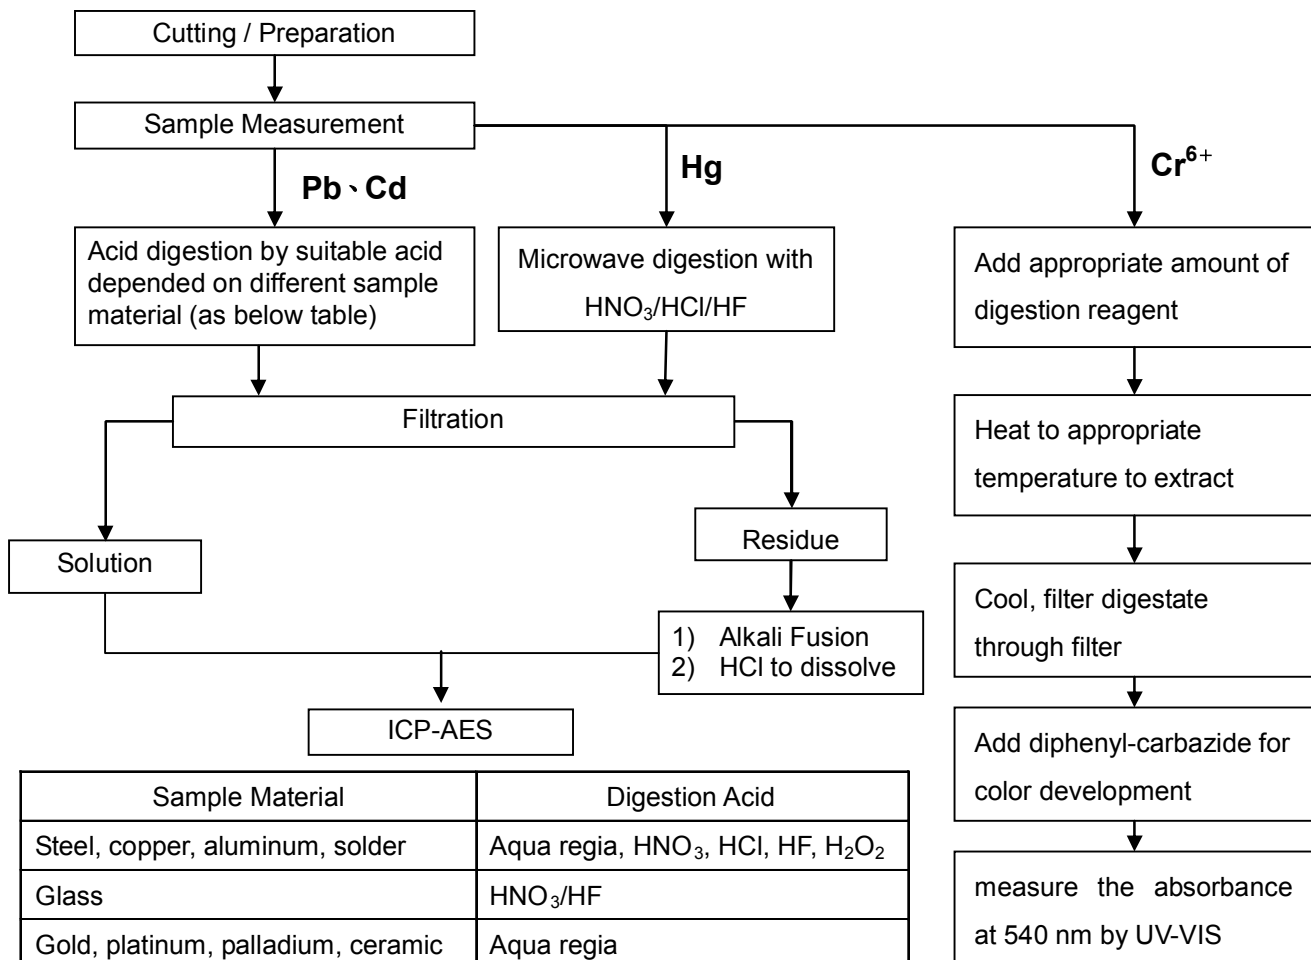 Cutting / Preparation
Sample Measurement
Pb、Cd
Hg
Cr⁶⁺
Acid digestion by suitable acid
depended on different sample
material (as below table)
Microwave digestion with
HNO₃/HCl/HF
Add appropriate amount of
digestion reagent
Filtration
Heat to appropriate
temperature to extract
Solution
Residue
1) Alkali Fusion
2) HCl to dissolve
Cool, filter digestate
through filter
ICP-AES
Add diphenyl-carbazide for
color development
measure the absorbance
at 540 nm by UV-VIS
Sample Material Digestion Acid
Steel, copper, aluminum, solder Aqua regia, HNO₃, HCl, HF, H₂O₂
Glass HNO₃/HF
Gold, platinum, palladium, ceramic Aqua regia